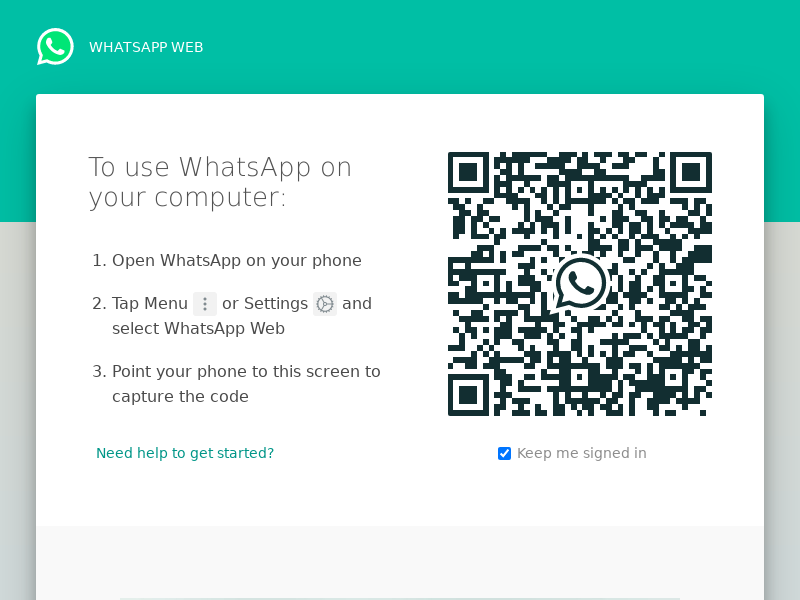 WHATSAPP WEB
To use WhatsApp on
your computer:
1. Open WhatsApp on your phone
2. Tap Menu or Settings and
select WhatsApp Web
3. Point your phone to this screen to
capture the code
Need help to get started?
Keep me signed in